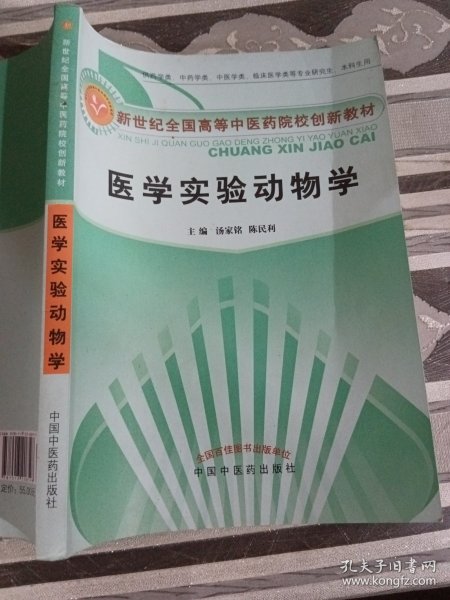 供药学类 中药学类、中医学类、临床医学类等专业研究生、本科生用
新世纪全国高等中医药院校创新教材
XIN SHI JI QUAN GUO GAO DENG ZHONG YI YAO YUAN XIAO
CHUANG XIN JIAO CAI
医学实验动物学
主编 汤家铭 陈民利
全国百佳图书出版单位
中国中医药出版社
新世纪全国高等中医药院校创新教材
医学实验动物学
中国中医药出版社
孔夫子旧书网
www.kongfz.com